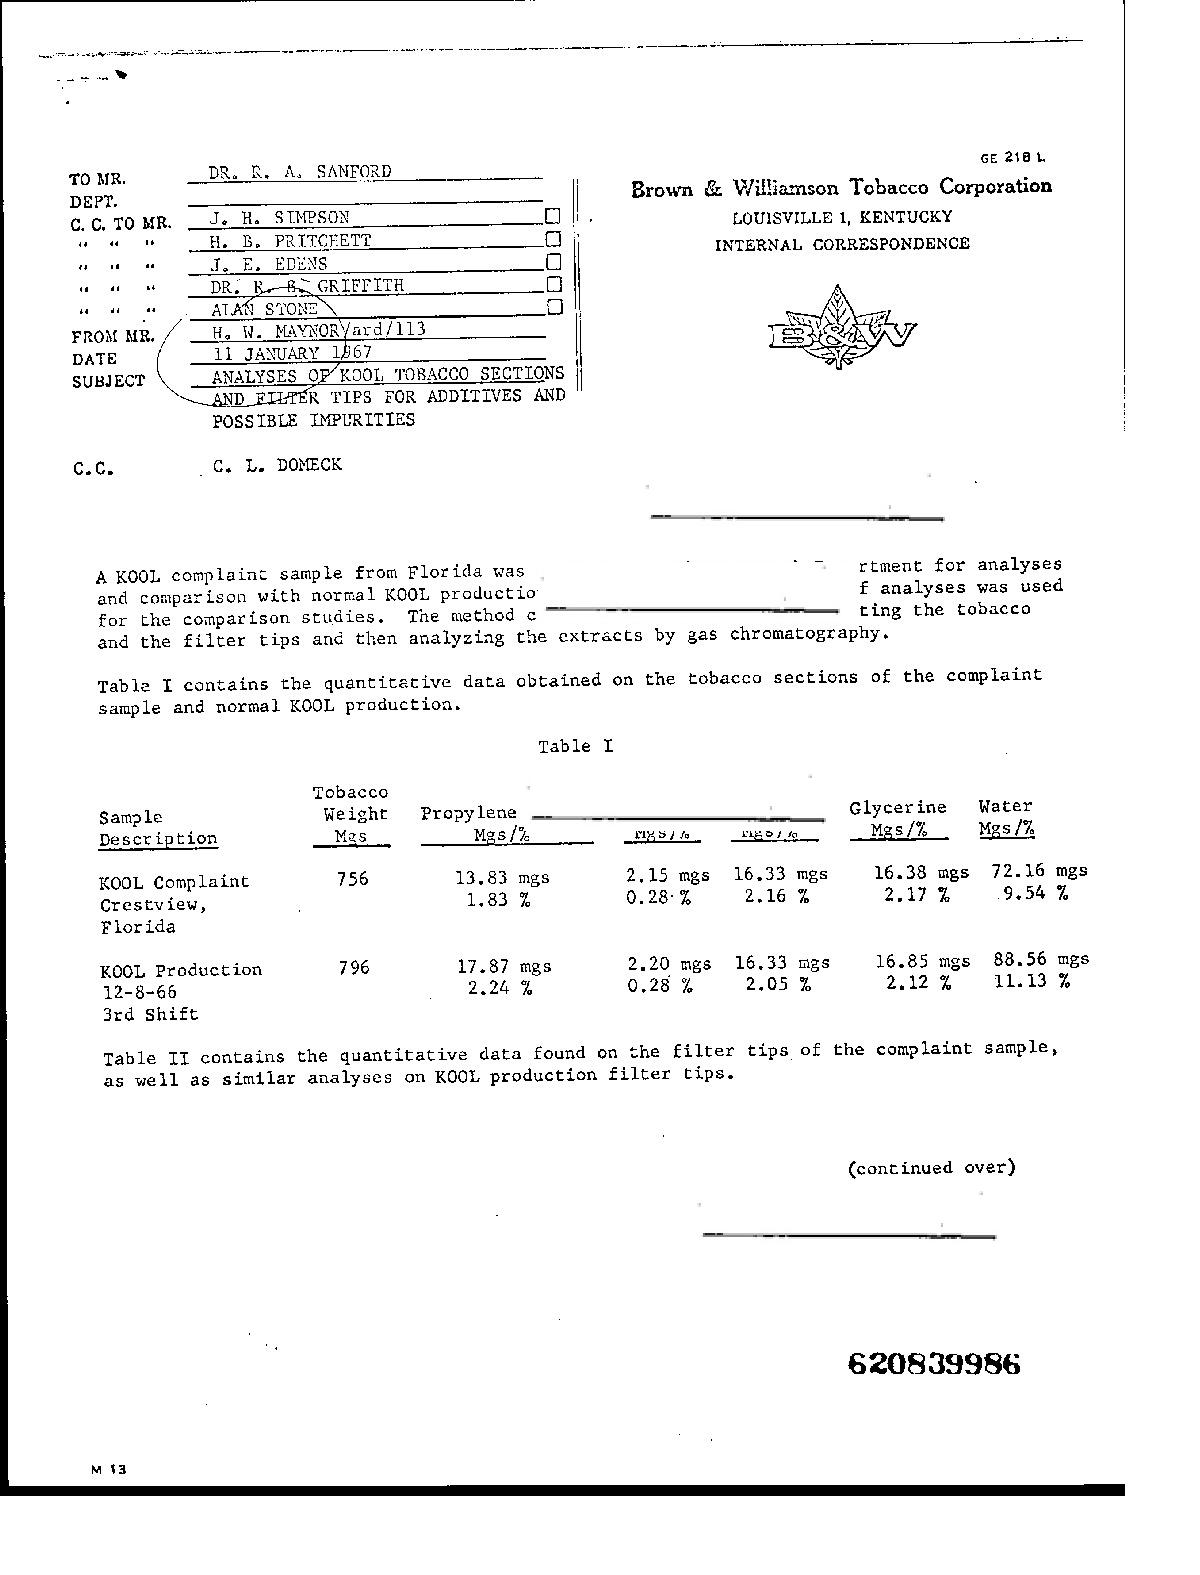 GE 218 L
TO MR. DR. R. A. SANFORD
DEPT.
C. C. TO MR. J. H. SIMPSON
" " " H. B. PRITCHETT
" " " J. E. EDENS
" " " DR. R. B. GRIFFITH
" " " ALAN STONE
FROM MR. H. W. MAYNOR/ard/113
DATE 11 JANUARY 1967
SUBJECT ANALYSES OF KOOL TOBACCO SECTIONS
AND FILTER TIPS FOR ADDITIVES AND
POSSIBLE IMPURITIES
C.C. C. L. DOMECK
Brown & Williamson Tobacco Corporation
LOUISVILLE 1, KENTUCKY
INTERNAL CORRESPONDENCE
B&W
A KOOL complaint sample from Florida was rtment for analyses
and comparison with normal KOOL productio f analyses was used
for the comparison studies. The method ting the tobacco
and the filter tips and then analyzing the extracts by gas chromatography.
Table I contains the quantitative data obtained on the tobacco sections of the complaint
sample and normal KOOL production.
Table I
Tobacco
Sample Weight Propylene Glycerine Water
Description Mgs Mgs/% Mgs/% Mgs/% Mgs/% Mgs/%
KOOL Complaint 756 13.83 mgs 2.15 mgs 16.33 mgs 16.38 mgs 72.16 mgs
Crestview, 1.83 % 0.28 % 2.16 % 2.17 % 9.54 %
Florida
KOOL Production 796 17.87 mgs 2.20 mgs 16.33 mgs 16.85 mgs 88.56 mgs
12-8-66 2.24 % 0.28 % 2.05 % 2.12 % 11.13 %
3rd Shift
Table II contains the quantitative data found on the filter tips of the complaint sample,
as well as similar analyses on KOOL production filter tips.
(continued over)
620839986
M 13